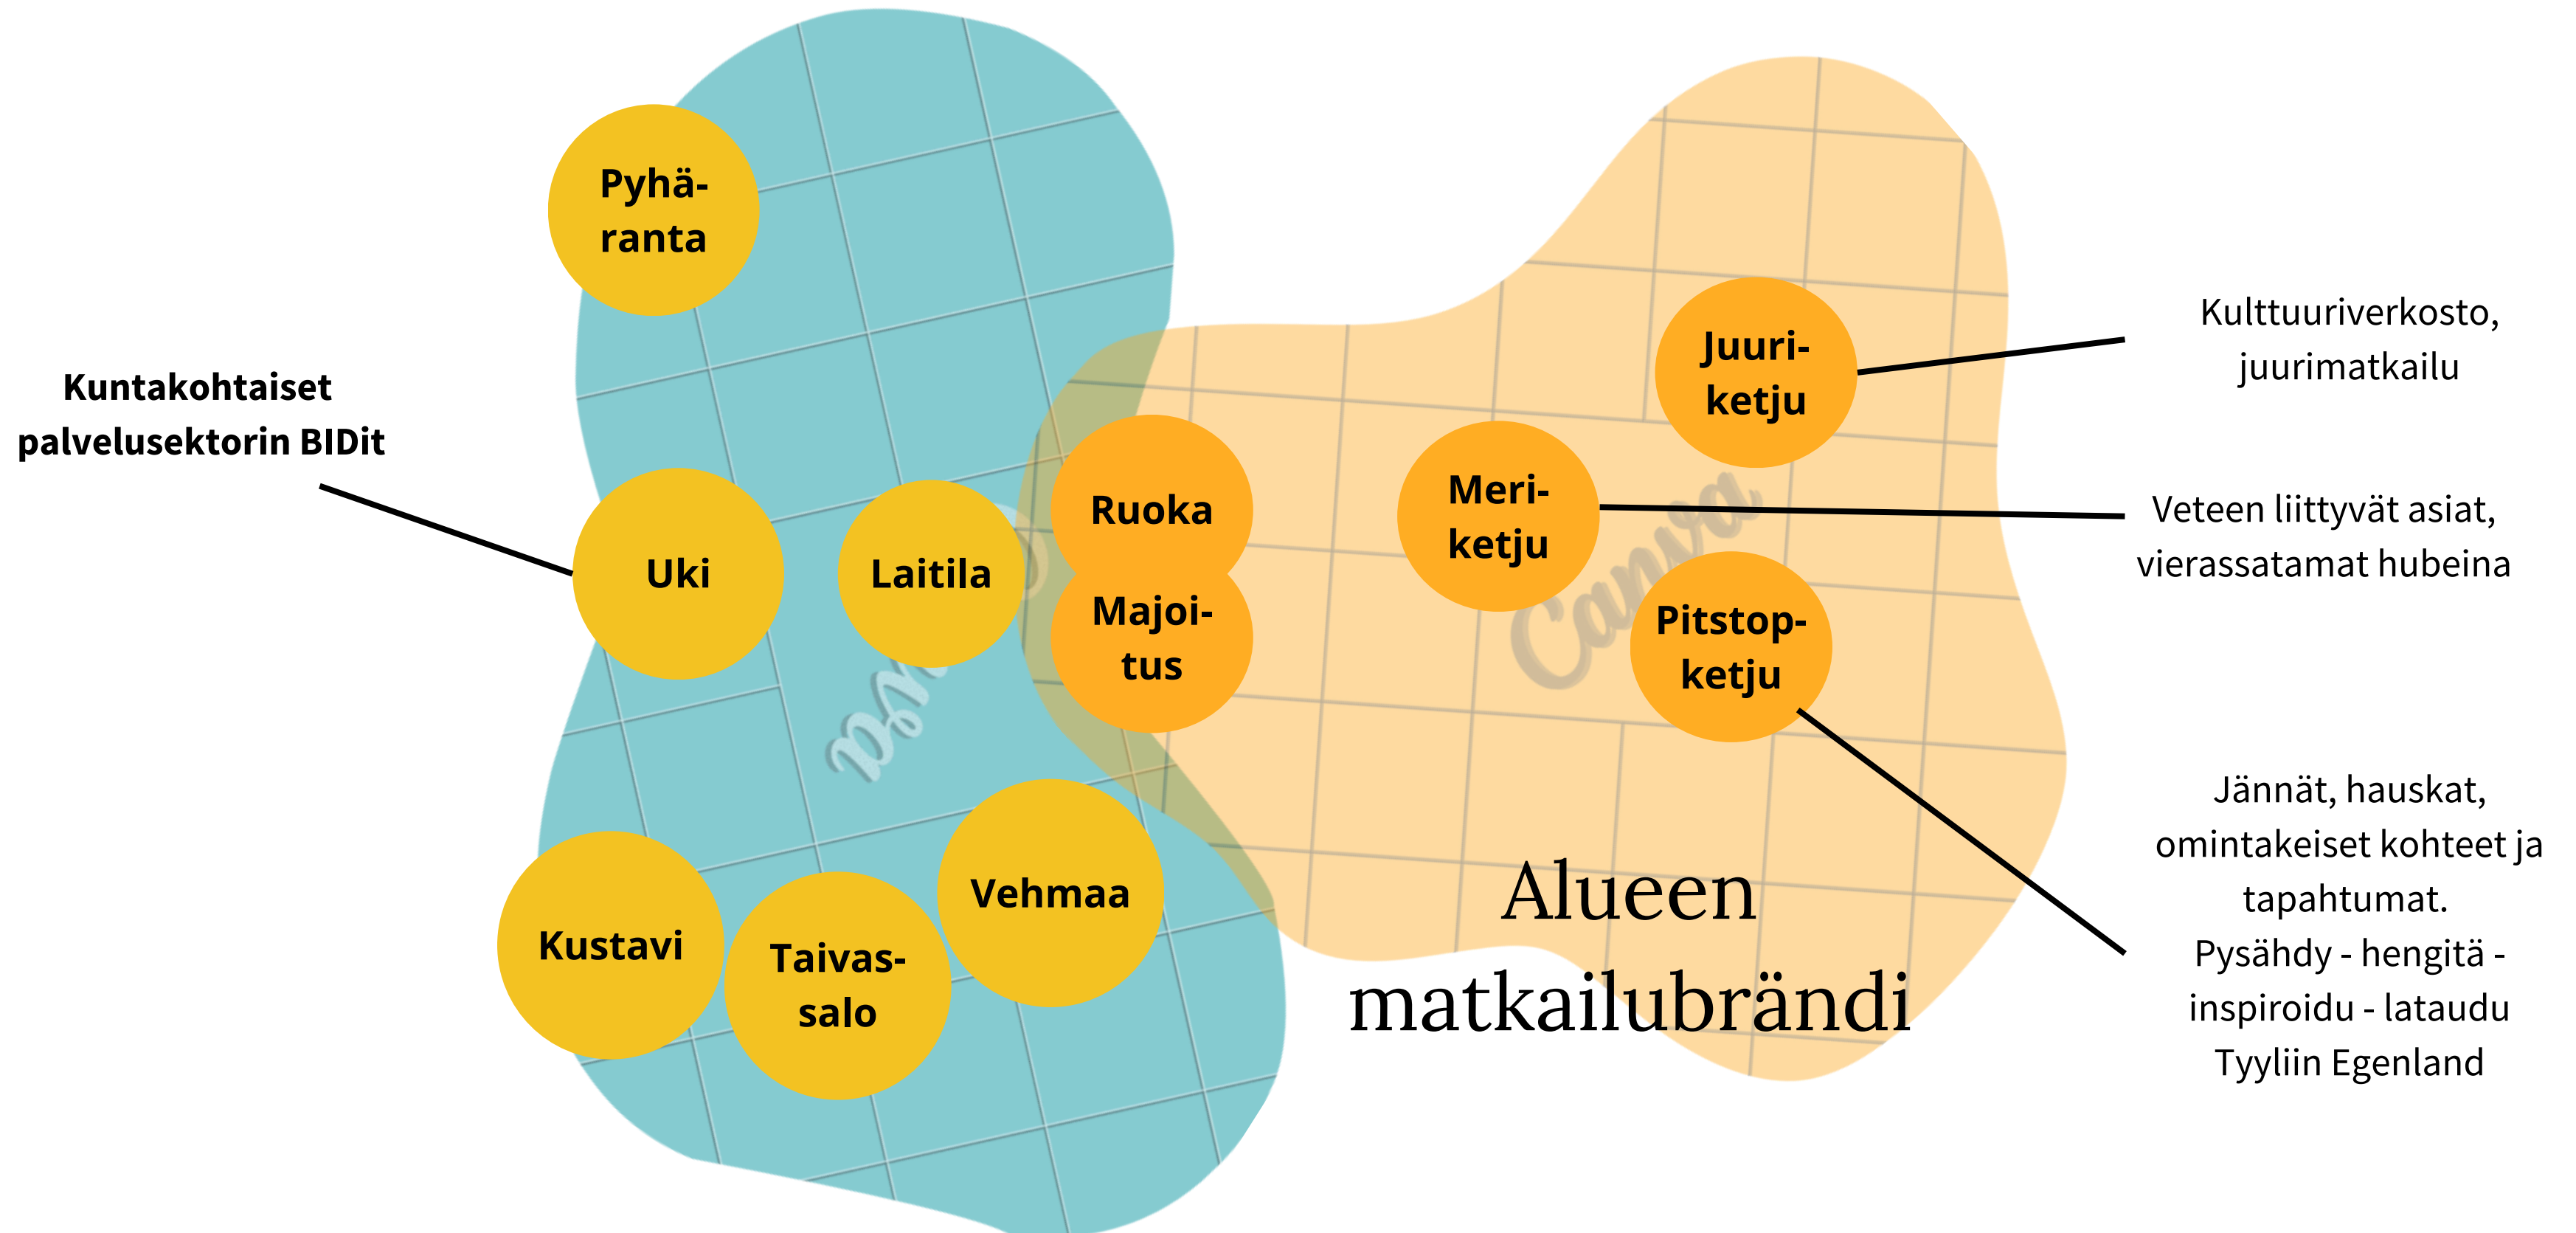 Kuntakohtaiset
palvelusektorin BIDit
Pyhä-
ranta
Uki
Laitila
Kustavi
Taivas-
salo
Vehmaa
Ruoka
Majoi-
tus
Meri-
ketju
Juuri-
ketju
Pitstop-
ketju
Canva
Alueen
matkailubrändi
Kulttuuriverkosto,
juurimatkailu
Veteen liittyvät asiat,
vierassatamat hubeina
Jännät, hauskat,
omintakeiset kohteet ja
tapahtumat.
Pysähdy - hengitä -
inspiroidu - lataudu
Tyyliin Egenland